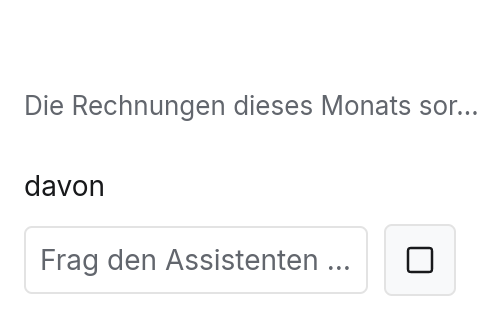 Die Rechnungen dieses Monats sor...
davon
Frag den Assistenten ...